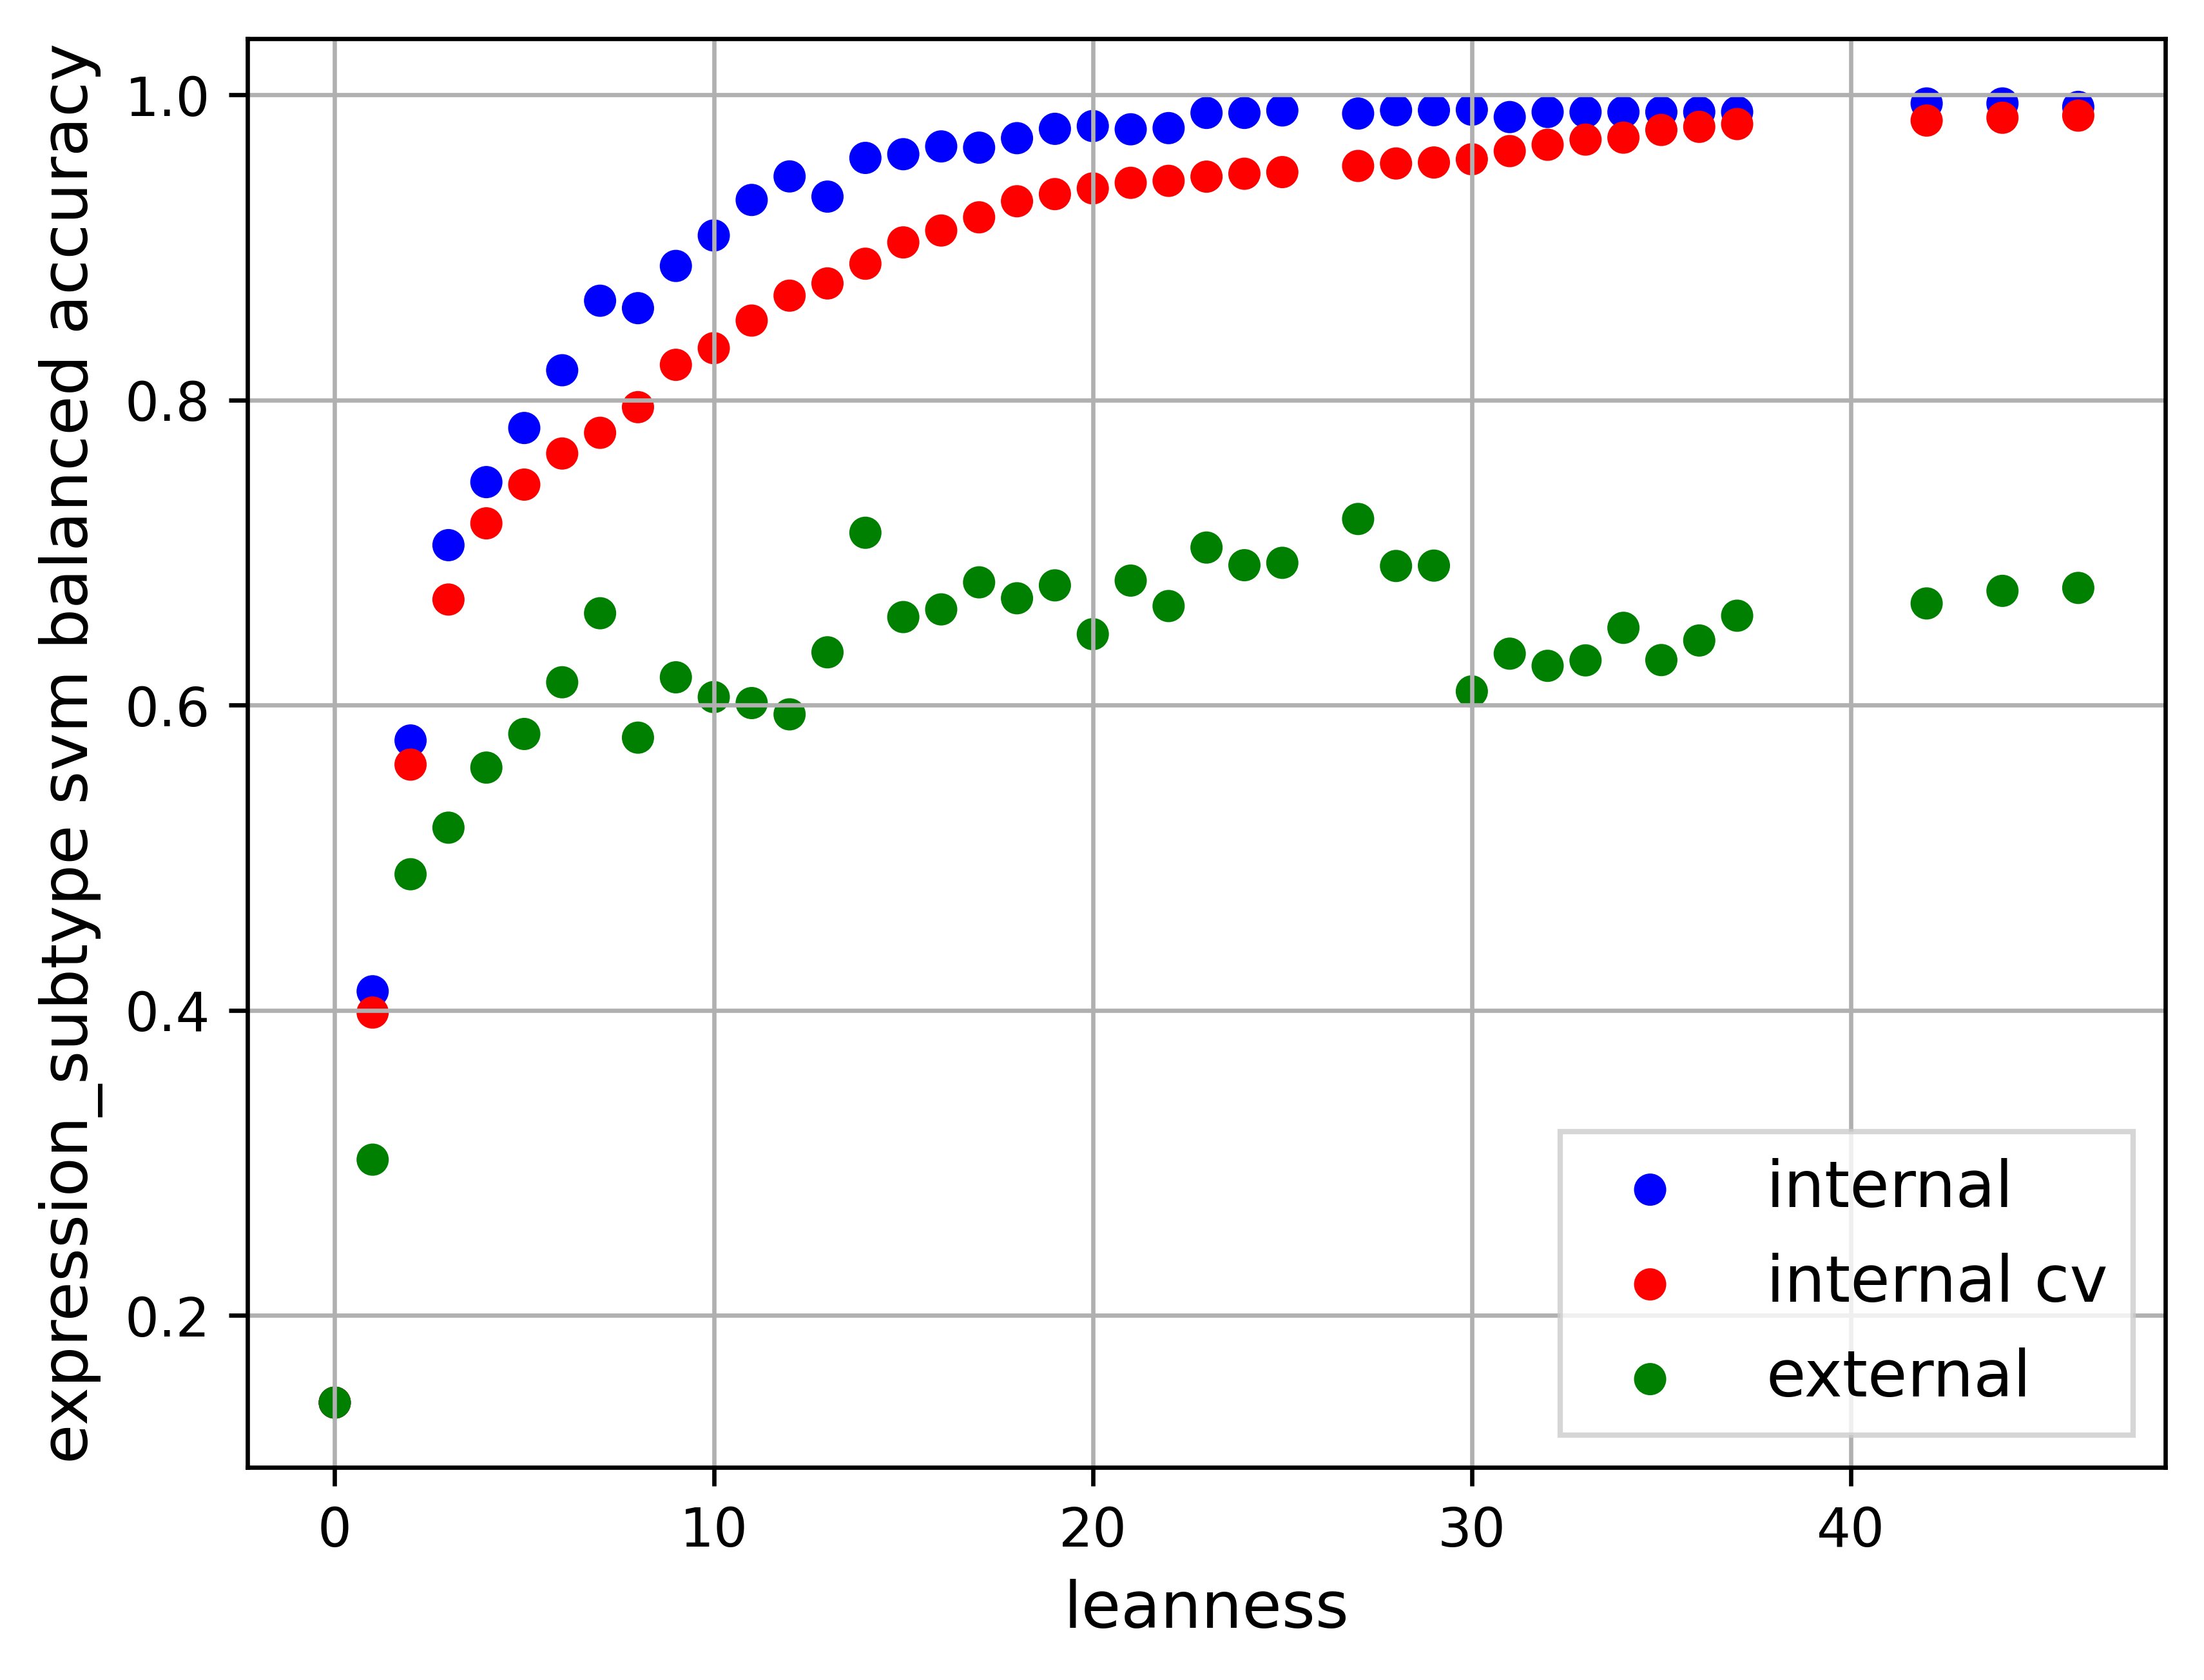 expression_subtype svm balanced accuracy
1.0
0.8
0.6
0.4
0.2
0 10 20 30 40
leanness
internal
internal cv
external